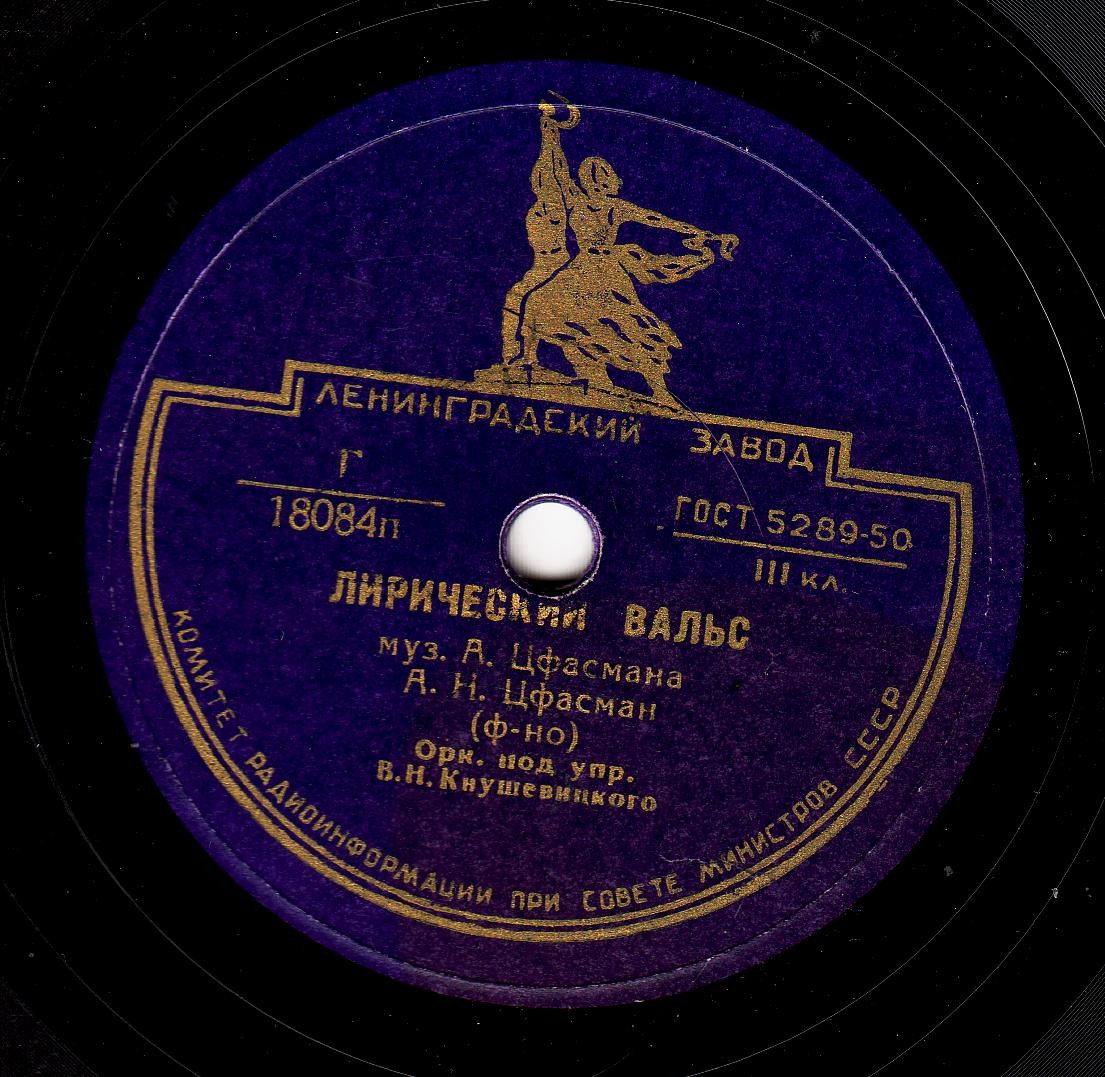 ЛЕНИНГРАДСКИЙ ЗАВОД
Г
18084п
ГОСТ 5289-50
III кл.
ЛИРИЧЕСКИЙ ВАЛЬС
муз. А. Цфасмана
А. Н. Цфасман
(ф-но)
Орк. под упр.
В.Н. Кнушевицкого
КОМИТЕТ РАДИОИНФОРМАЦИИ ПРИ СОВЕТЕ МИНИСТРОВ СССР